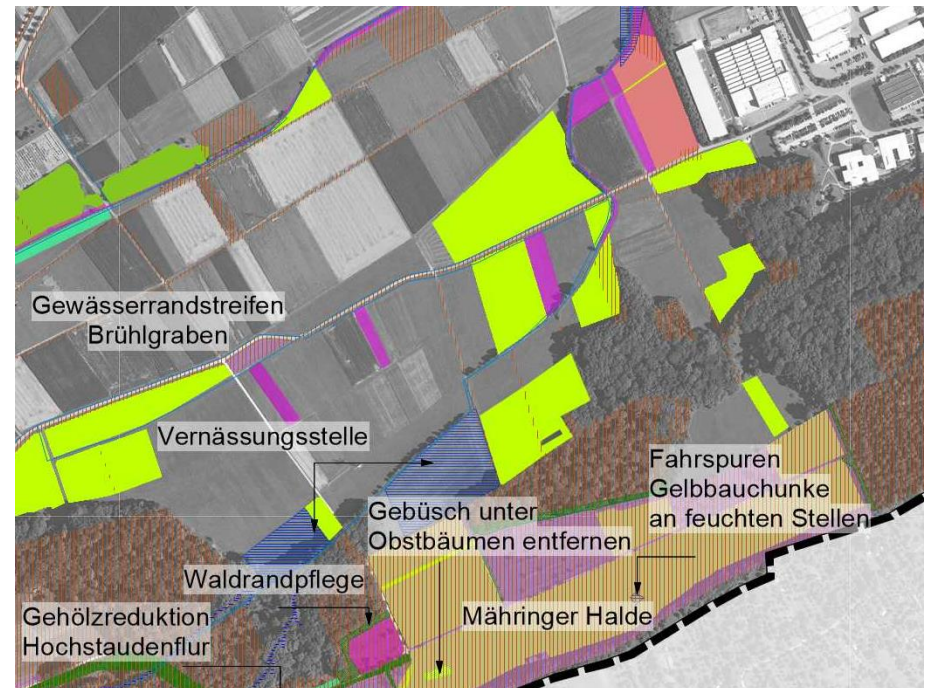 Gewässerrandstreifen
Brühlgraben
Vernässungsstelle
Fahrspuren
Gelbbauchunke
an feuchten Stellen
Gebüsch unter
Obstbäumen entfernen
Waldrandpflege
Mähringer Halde
Gehölzreduktion
Hochstaudenflur